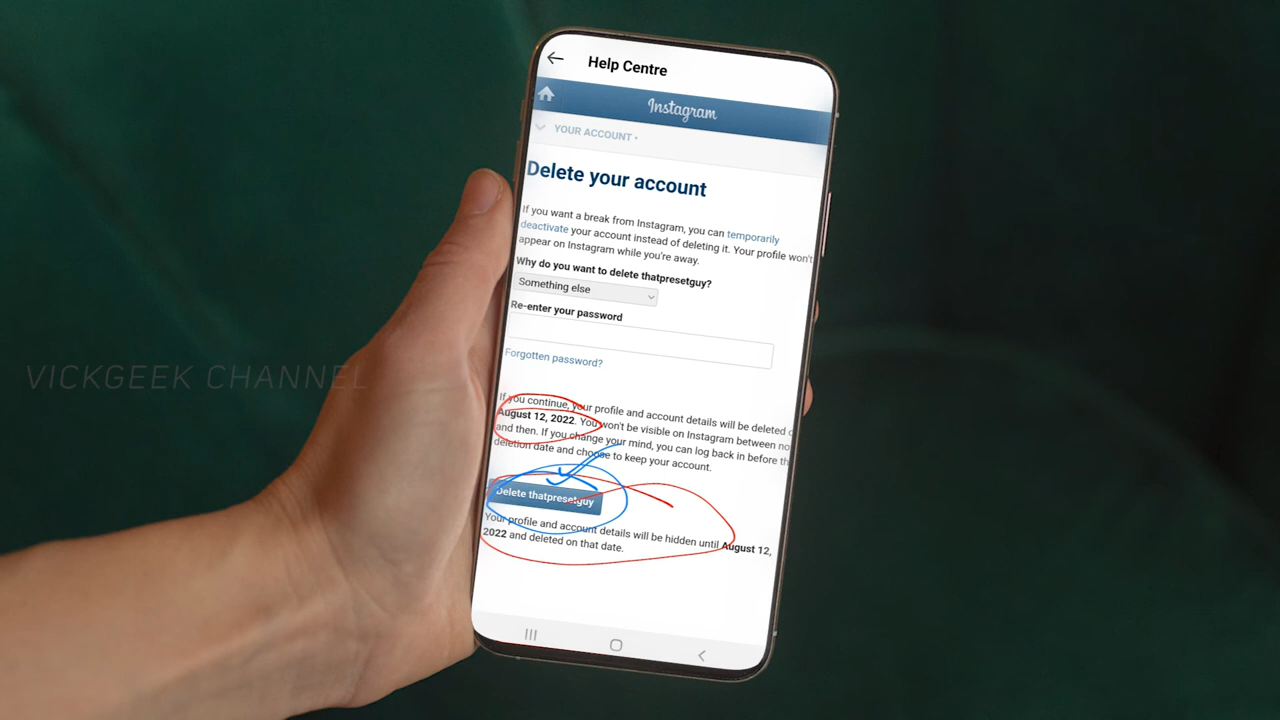 Help Centre
Instagram
YOUR ACCOUNT
Delete your account
If you want a break from Instagram, you can temporarily
deactivate your account instead of deleting it. Your profile won't
appear on Instagram while you're away.
Why do you want to delete thatpresetguy?
Something else
Re-enter your password
Forgotten password?
VICKGEEK CHANNEL
If you continue, your profile and account details will be deleted
August 12, 2022. You won't be visible on Instagram between
and then. If you change your mind, you can log back in before
deletion date and choose to keep your account.
Delete thatpresetguy
Your profile and account details will be hidden until August 12,
2022 and deleted on that date.